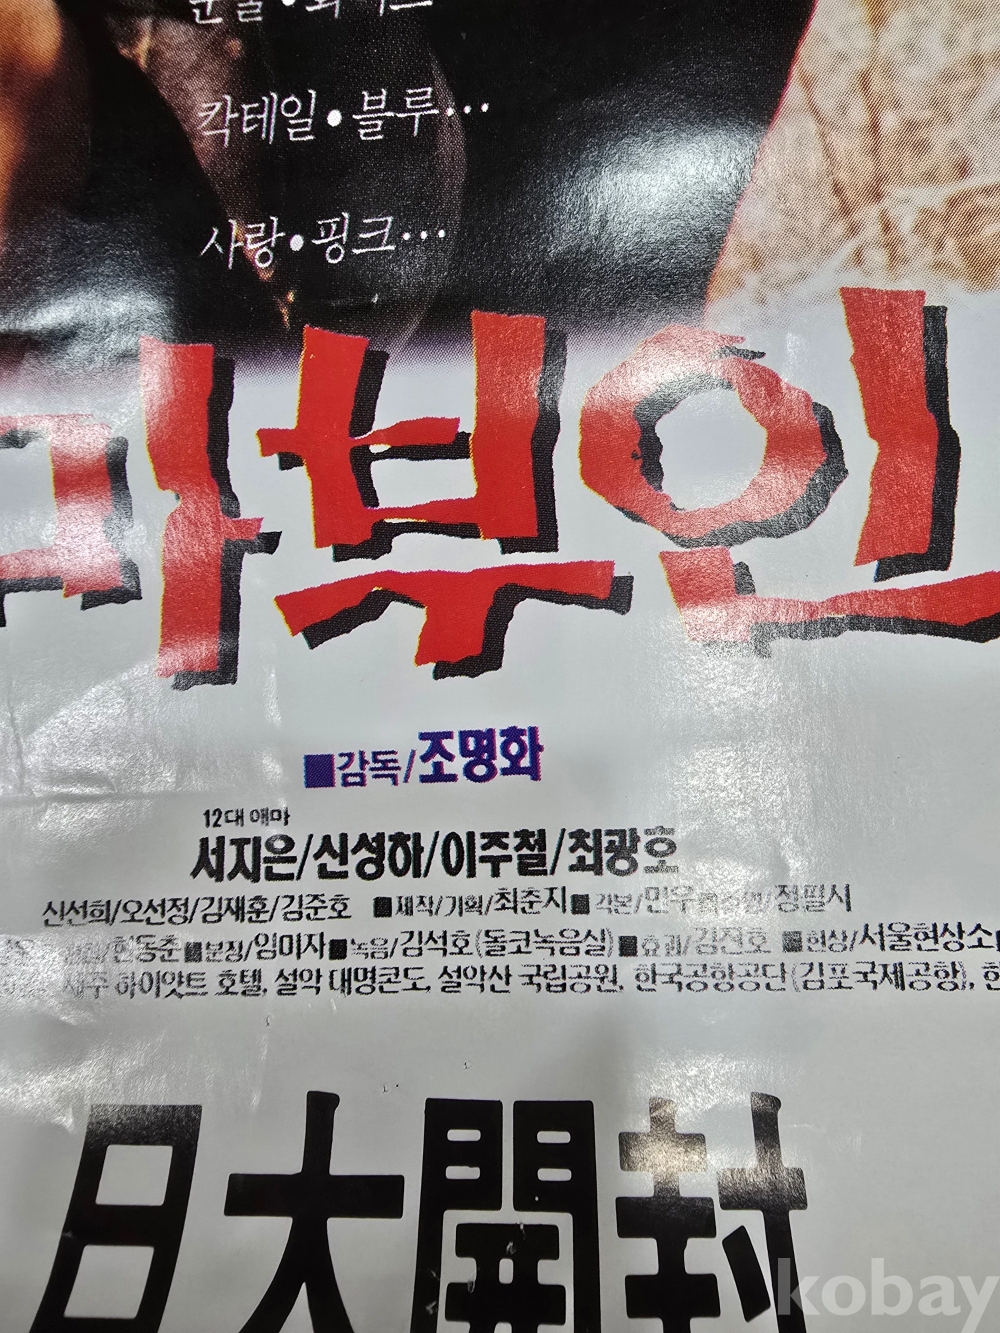 칵테일•블루…
사랑•핑크…
마부인
■감독/조명화
12대 애마
서지은/신성하/이주철/최광호
신선희/오선정/김재훈/김준호 ■제작/기획/최춘지■각본/민우 정필시
현동춘■분장/임미자■녹음/김석호(돌코녹음실)■효과/김진호 ■현상/서울현상소
하이얏트 호텔, 설악 대명콘도, 설악산 국립공원, 한국공항공단(김포국제공항), 한
日大開封
kobay